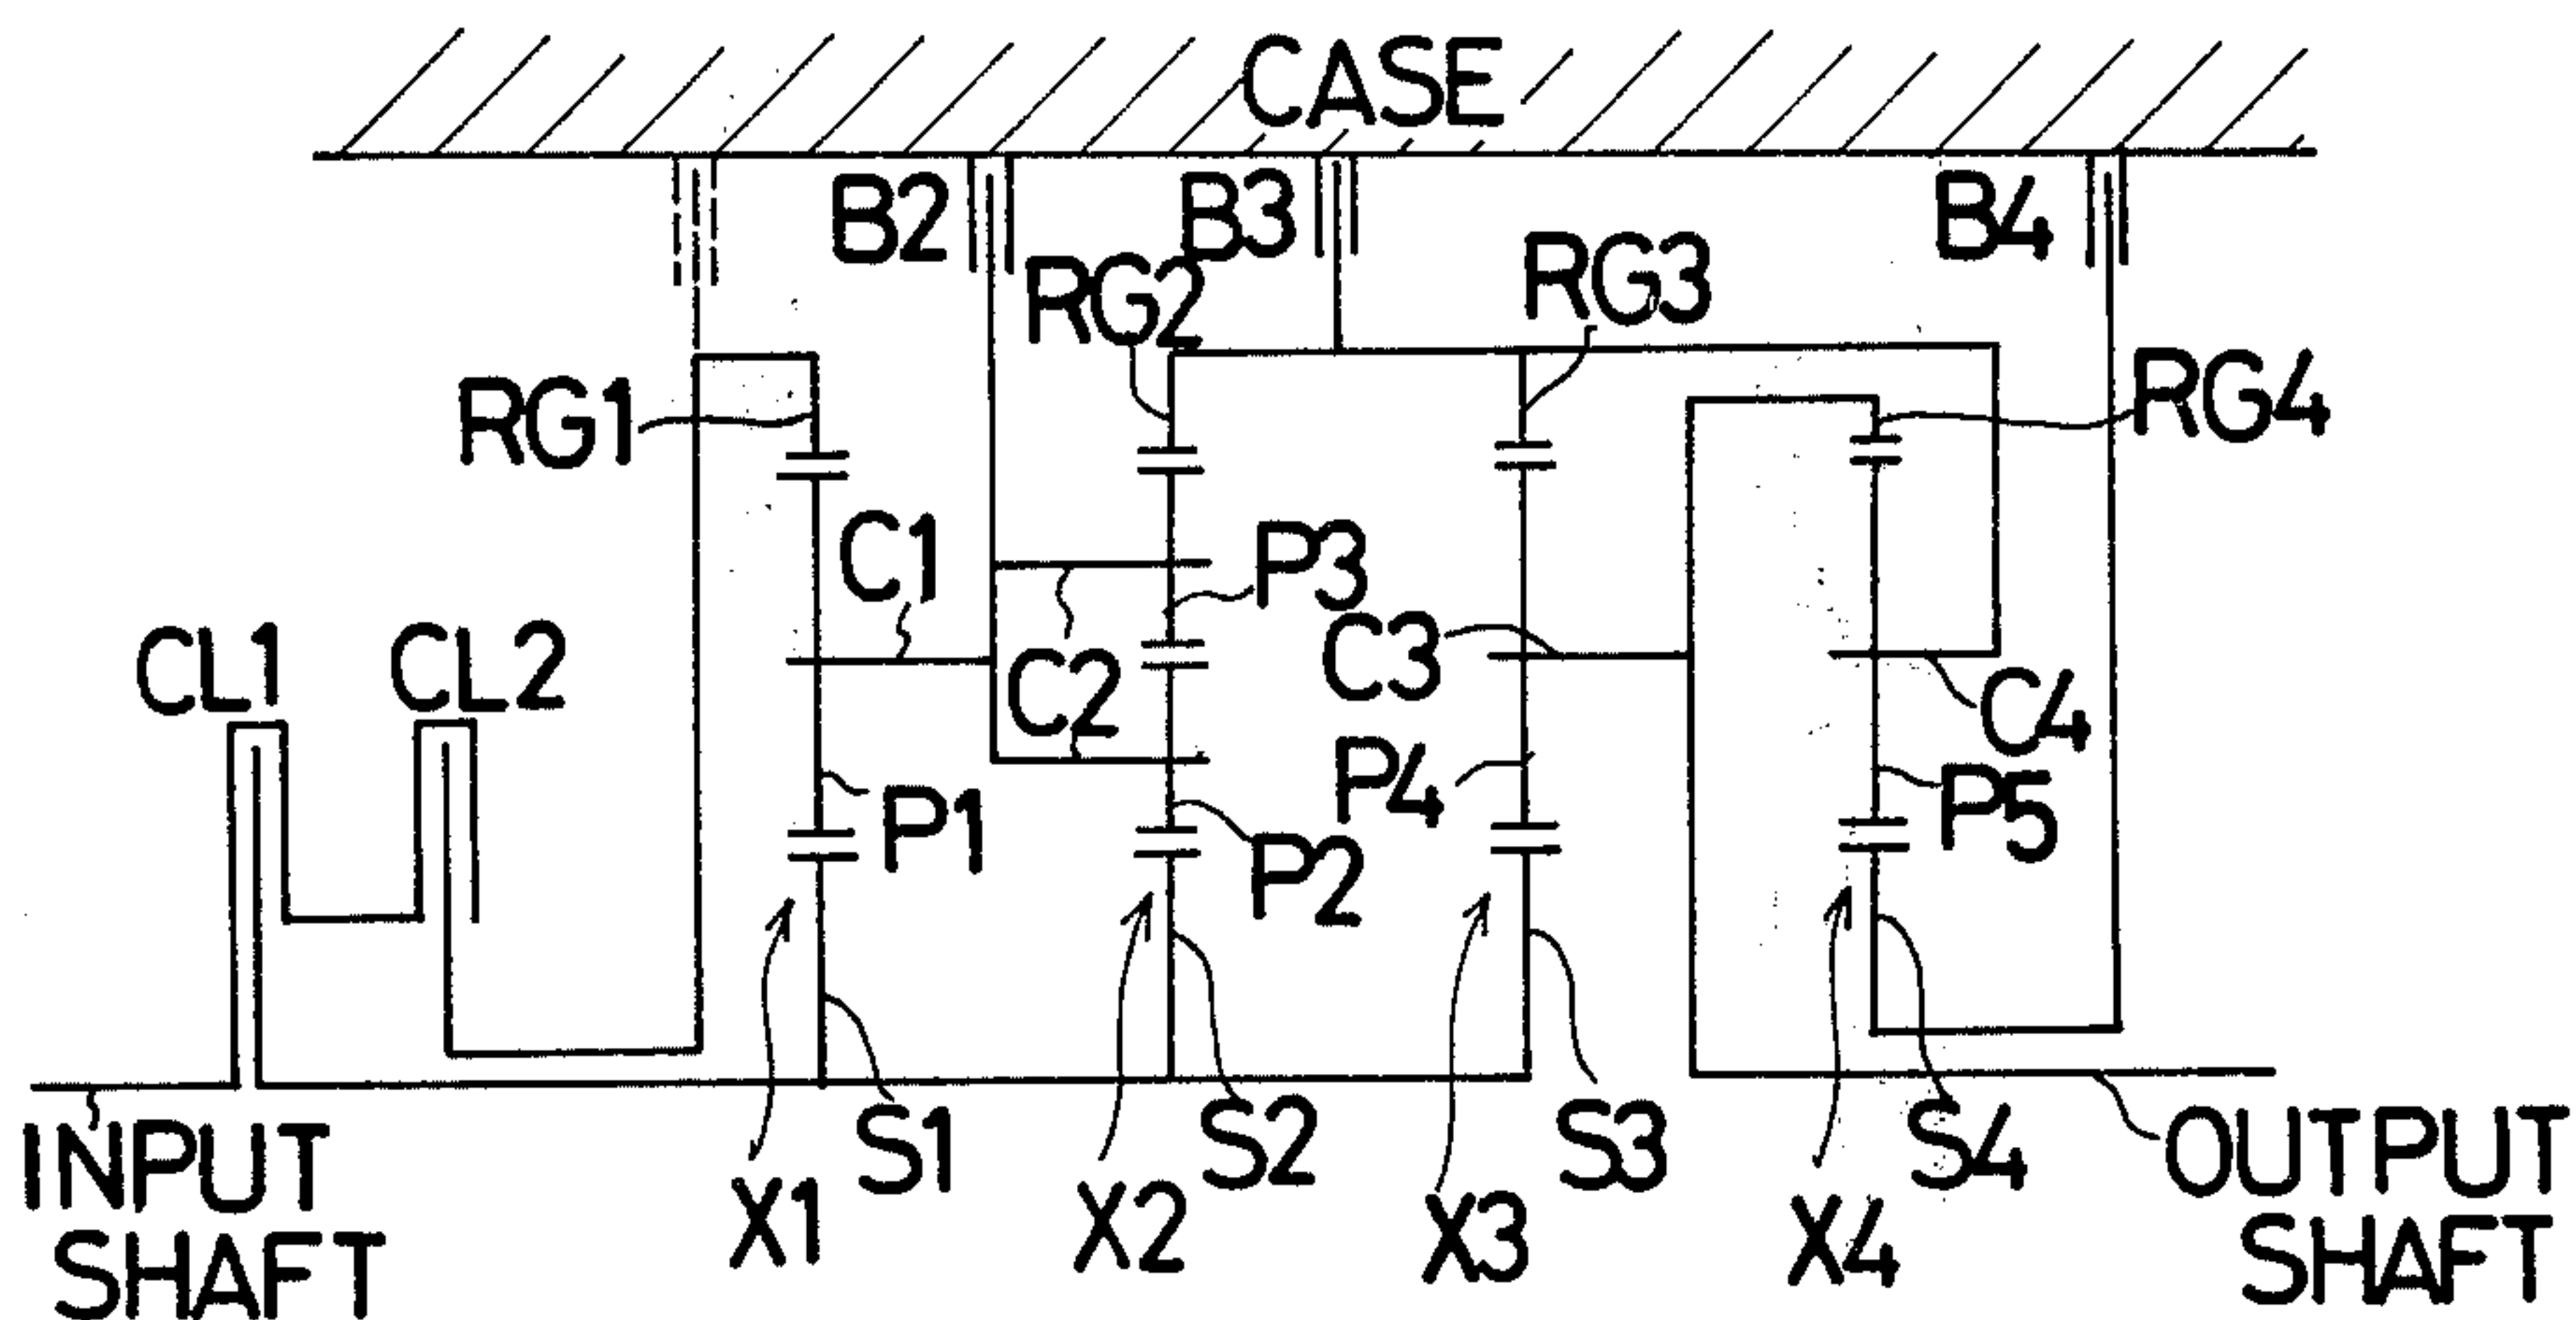 CASE
B2
B3
B4
RG2
RG3
RG1
RG4
C1
P3
CL1
CL2
C2
C3
C4
P1
P2
P4
P5
S1
S2
S3
S4
INPUT
SHAFT
X1
X2
X3
X4
OUTPUT
SHAFT